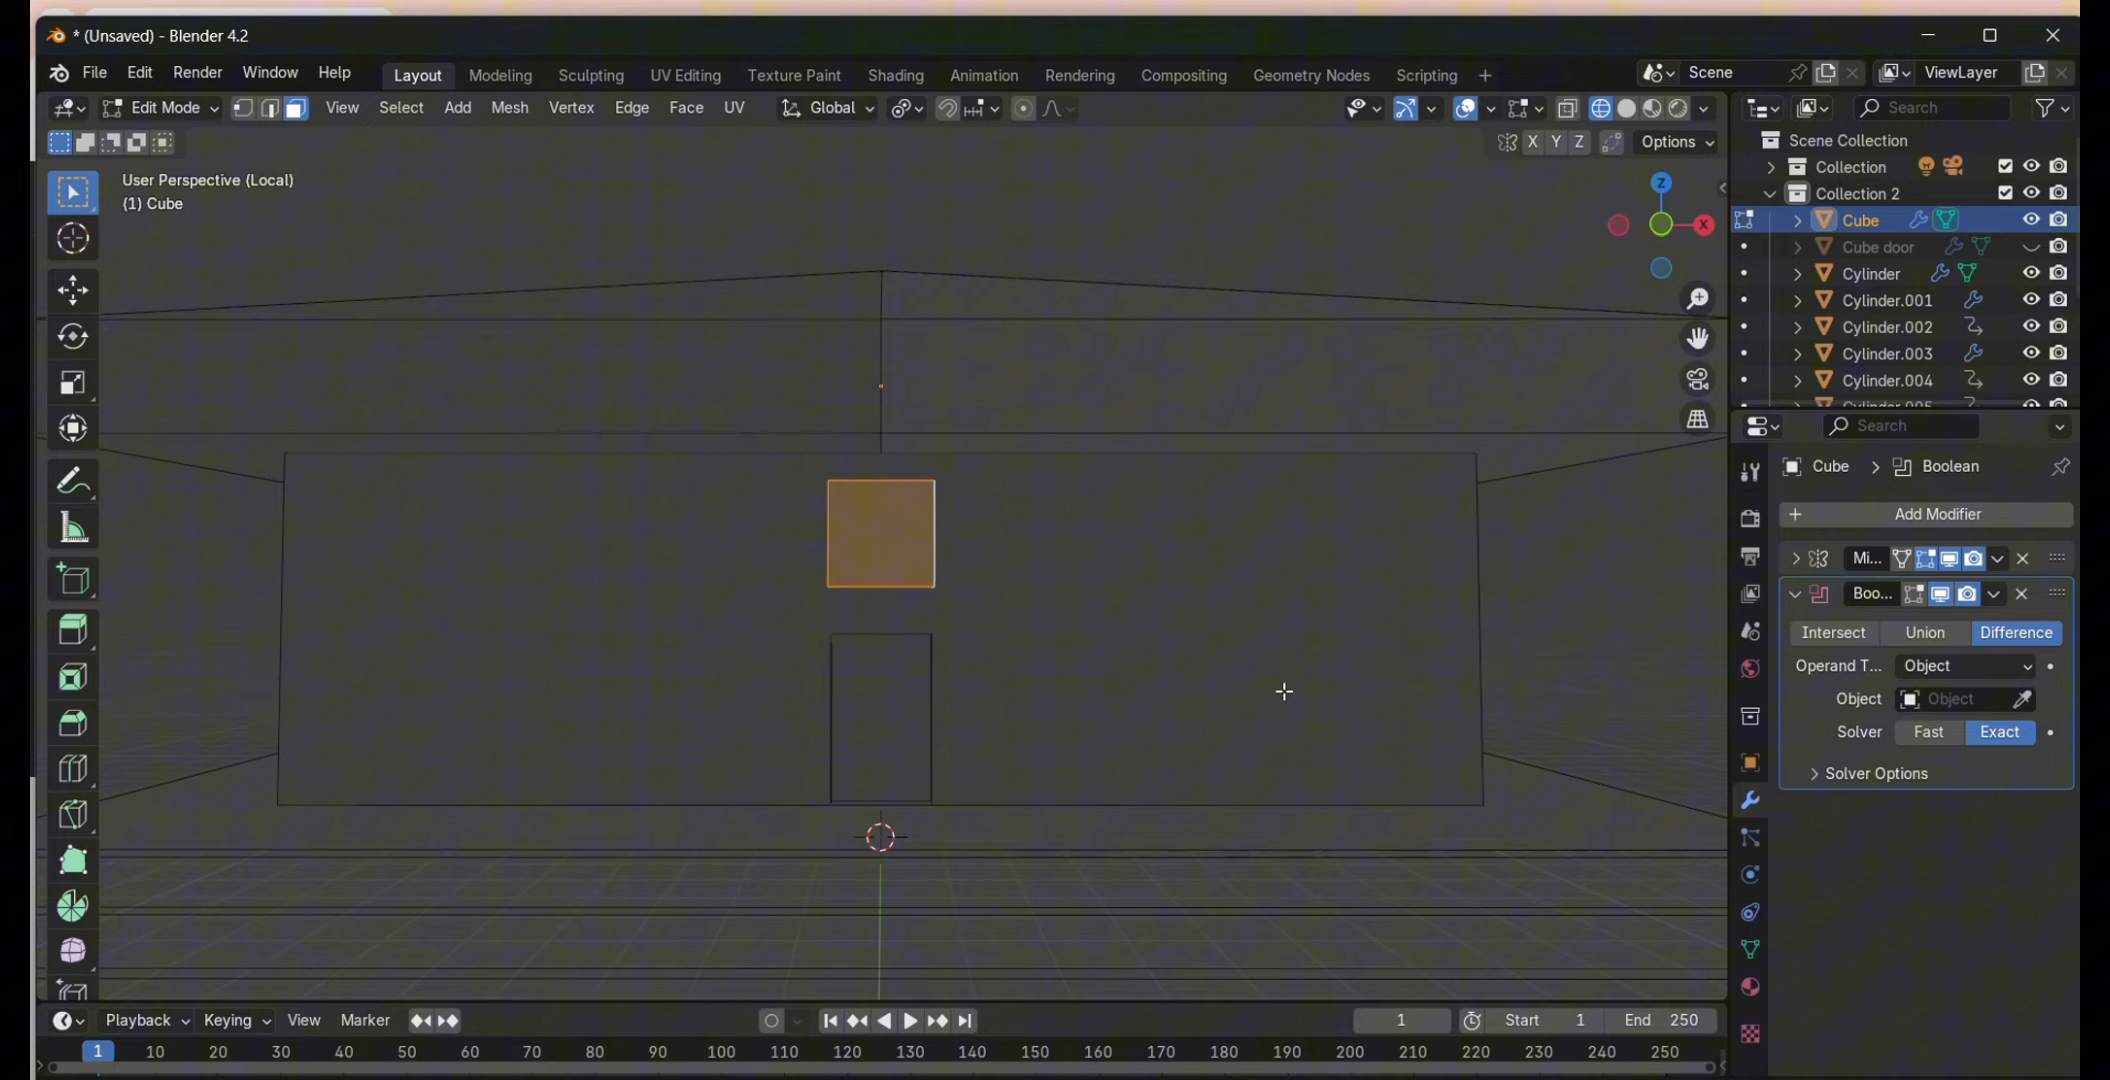 * (Unsaved) - Blender 4.2
File Edit Render Window Help Layout Modeling Sculpting UV Editing Texture Paint Shading Animation Rendering Compositing Geometry Nodes Scripting + Scene ViewLayer
Edit Mode View Select Add Mesh Vertex Edge Face UV Global Search
X Y Z Options
Scene Collection
User Perspective (Local)
(1) Cube
Z
X
Collection
Collection 2
Cube
Cube door
Cylinder
Cylinder.001
Cylinder.002
Cylinder.003
Cylinder.004
Cylinder.005
Search
Cube > Boolean
+ Add Modifier
Mi...
Boo...
Intersect Union Difference
Operand T... Object
Object Object
Solver Fast Exact
Solver Options
Playback Keying View Marker 1 Start 1 End 250
1 10 20 30 40 50 60 70 80 90 100 110 120 130 140 150 160 170 180 190 200 210 220 230 240 250